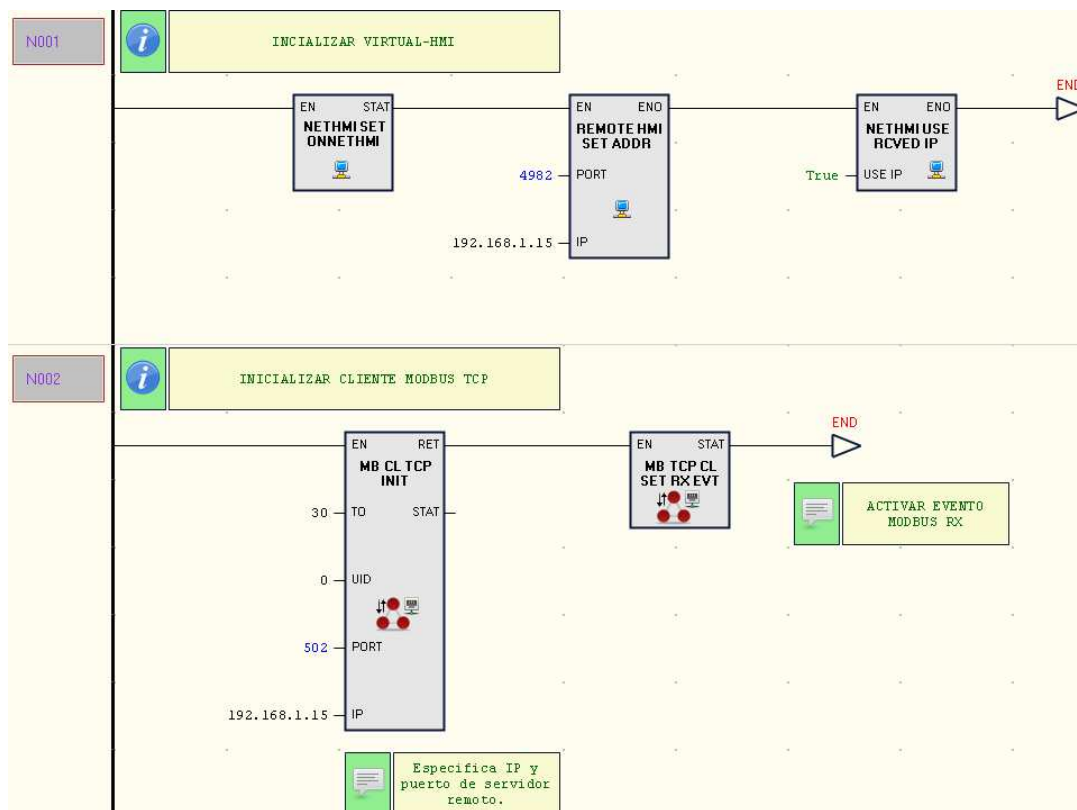 N001
INCIALIZAR VIRTUAL-HMI
END
EN STAT
NETHMI SET
ONNETHMI
EN ENO
REMOTE HMI
SET ADDR
4982 PORT
192.168.1.15 IP
EN ENO
NETHMI USE
RCVED IP
True USE IP
N002
INICIALIZAR CLIENTE MODBUS TCP
END
EN RET
MB CL TCP
INIT
30 TO STAT
0 UID
502 PORT
192.168.1.15 IP
EN STAT
MB TCP CL
SET RX EVT
ACTIVAR EVENTO
MODBUS RX
Especifica IP y
puerto de servidor
remoto.